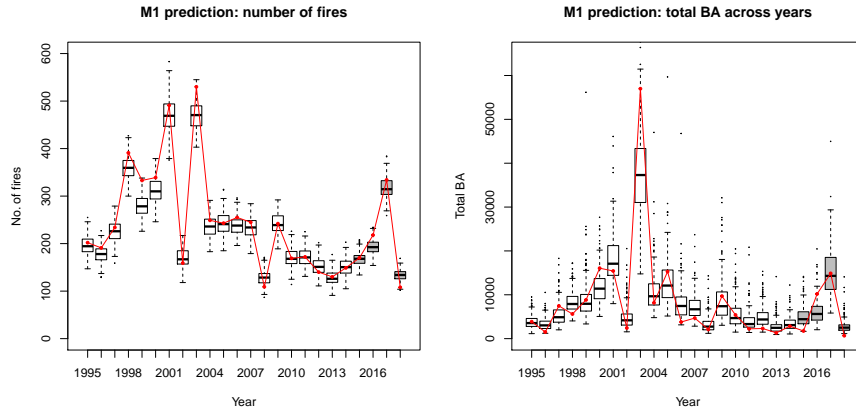 M1 prediction: number of fires
No. of fires
600
500
400
300
200
100
0
1995 1998 2001 2004 2007 2010 2013 2016
Year
M1 prediction: total BA across years
Total BA
50000
30000
10000
0
1995 1998 2001 2004 2007 2010 2013 2016
Year